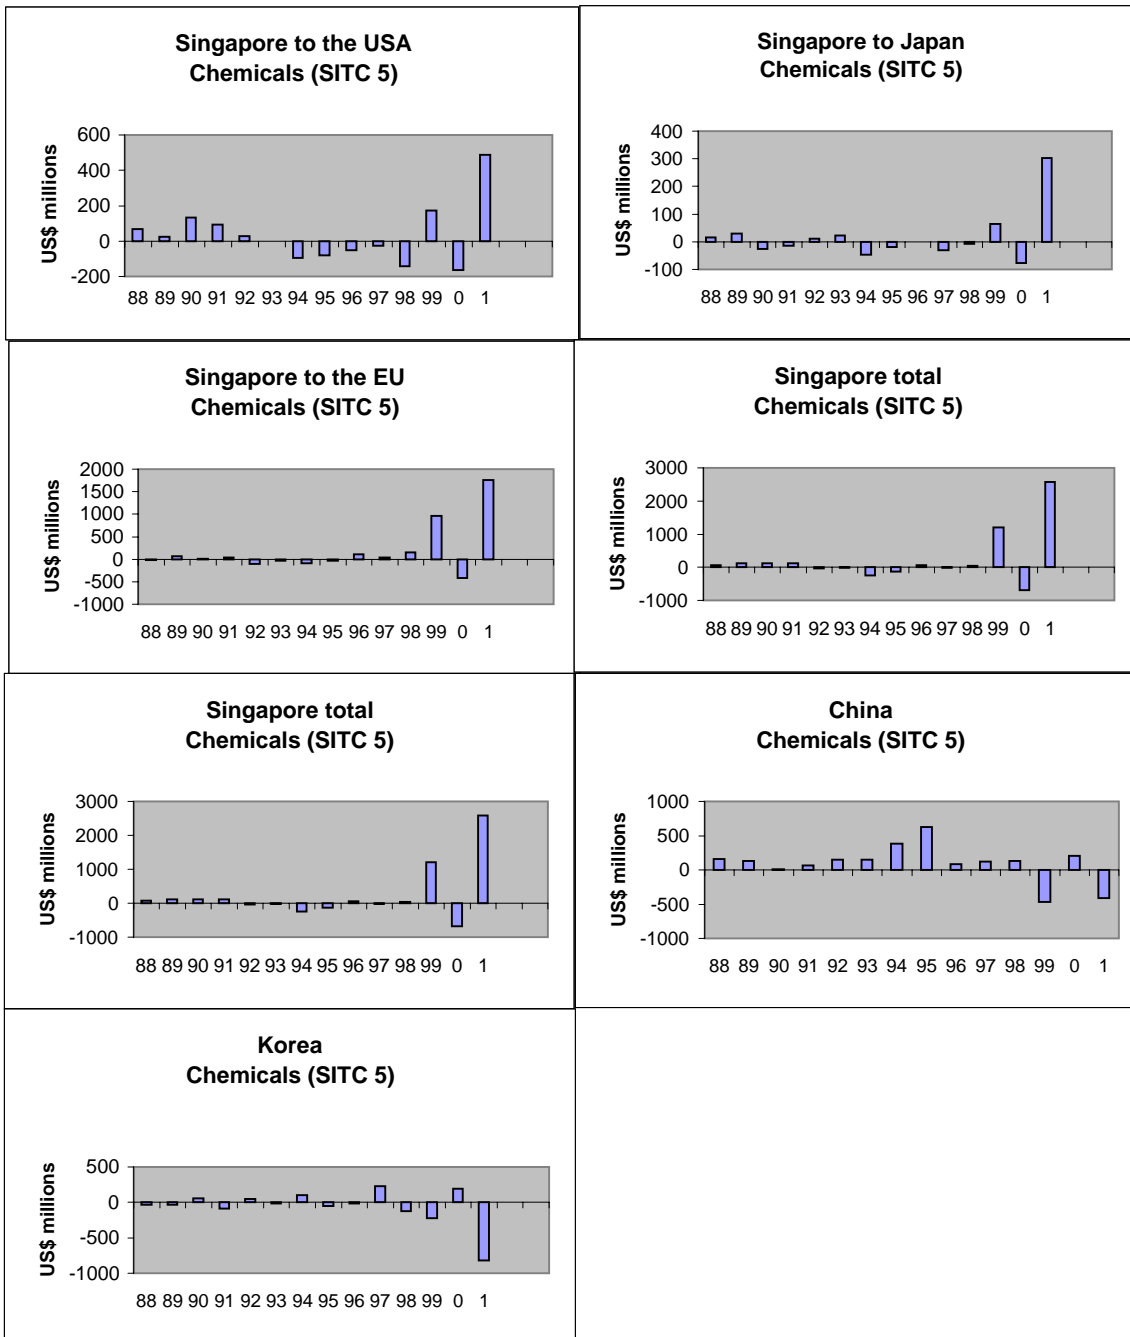 Singapore to the USA
Chemicals (SITC 5)
US$ millions
600
400
200
0
-200
88 89 90 91 92 93 94 95 96 97 98 99 0 1
Singapore to Japan
Chemicals (SITC 5)
US$ millions
400
300
200
100
0
-100
88 89 90 91 92 93 94 95 96 97 98 99 0 1
Singapore to the EU
Chemicals (SITC 5)
US$ millions
2000
1500
1000
500
0
-500
-1000
88 89 90 91 92 93 94 95 96 97 98 99 0 1
Singapore total
Chemicals (SITC 5)
US$ millions
3000
2000
1000
0
-1000
88 89 90 91 92 93 94 95 96 97 98 99 0 1
Singapore total
Chemicals (SITC 5)
US$ millions
3000
2000
1000
0
-1000
88 89 90 91 92 93 94 95 96 97 98 99 0 1
China
Chemicals (SITC 5)
US$ millions
1000
500
0
-500
-1000
88 89 90 91 92 93 94 95 96 97 98 99 0 1
Korea
Chemicals (SITC 5)
US$ millions
500
0
-500
-1000
88 89 90 91 92 93 94 95 96 97 98 99 0 1